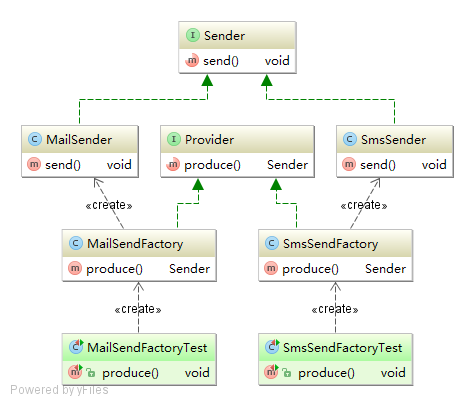 Sender
send() void
MailSender
send() void
Provider
produce() Sender
SmsSender
send() void
«create»
«create»
MailSendFactory
produce() Sender
SmsSendFactory
produce() Sender
«create»
«create»
MailSendFactoryTest
produce() void
SmsSendFactoryTest
produce() void
Powered by yFiles